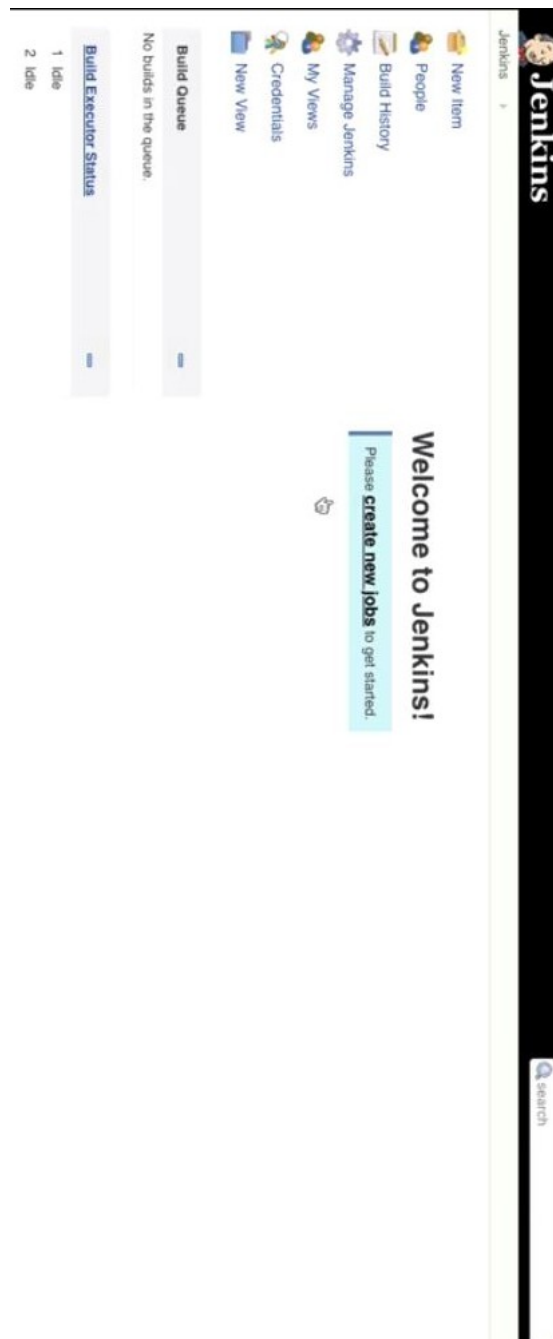 Jenkins
search
Jenkins
New Item
People
Build History
Manage Jenkins
My Views
Credentials
New View
Build Queue
No builds in the queue.
Build Executor Status
1 Idle
2 Idle
Welcome to Jenkins!
Please create new jobs to get started.